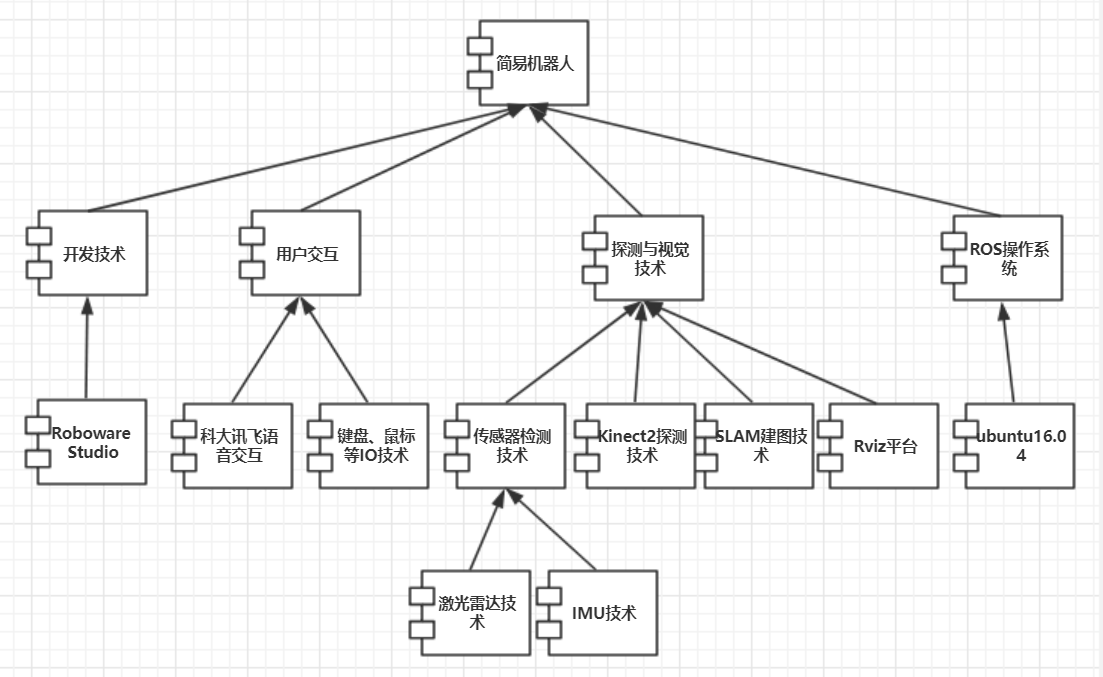 简易机器人
开发技术
用户交互
探测与视觉
技术
ROS操作系
统
Roboware
Studio
科大讯飞语
音交互
键盘、鼠标
等IO技术
传感器检测
技术
Kinect2探测
技术
SLAM建图技
术
Rviz平台
ubuntu16.0
4
激光雷达技
术
IMU技术